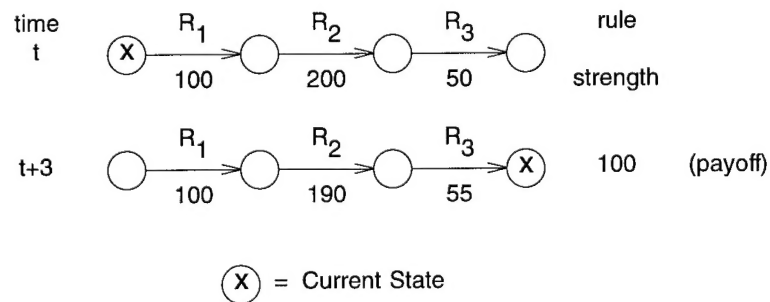 time R1 R2 R3 rule
t X
100 200 50 strength
R1 R2 R3
t+3 X 100 (payoff)
100 190 55
X = Current State